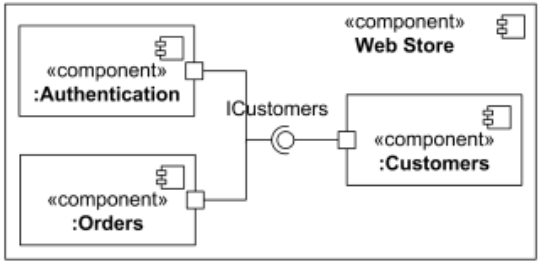 «component»
Web Store
«component»
:Authentication
ICustomers
«component»
:Customers
«component»
:Orders